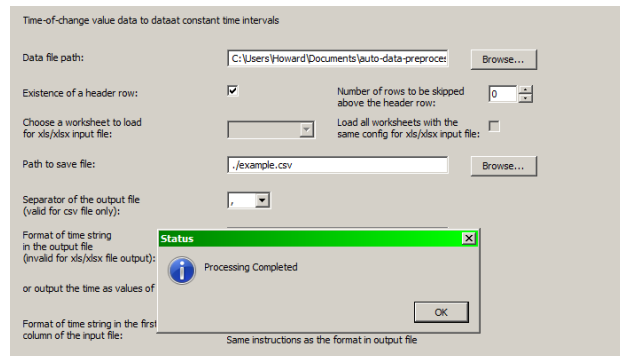 Time-of-change value data to dataat constant time intervals
Data file path:
C:\Users\Howard\Documents\auto-data-preproces
Browse...
Existence of a header row:
Number of rows to be skipped
above the header row:
0
Choose a worksheet to load
for xls/xlsx input file:
Load all worksheets with the
same config for xls/xlsx input file:
Path to save file:
./example.csv
Browse...
Separator of the output file
(valid for csv file only):
,
Format of time string
in the output file
(invalid for xls/xlsx file output):
Status
Processing Completed
OK
or output the time as values of
Format of time string in the first
column of the input file:
Same instructions as the format in output file